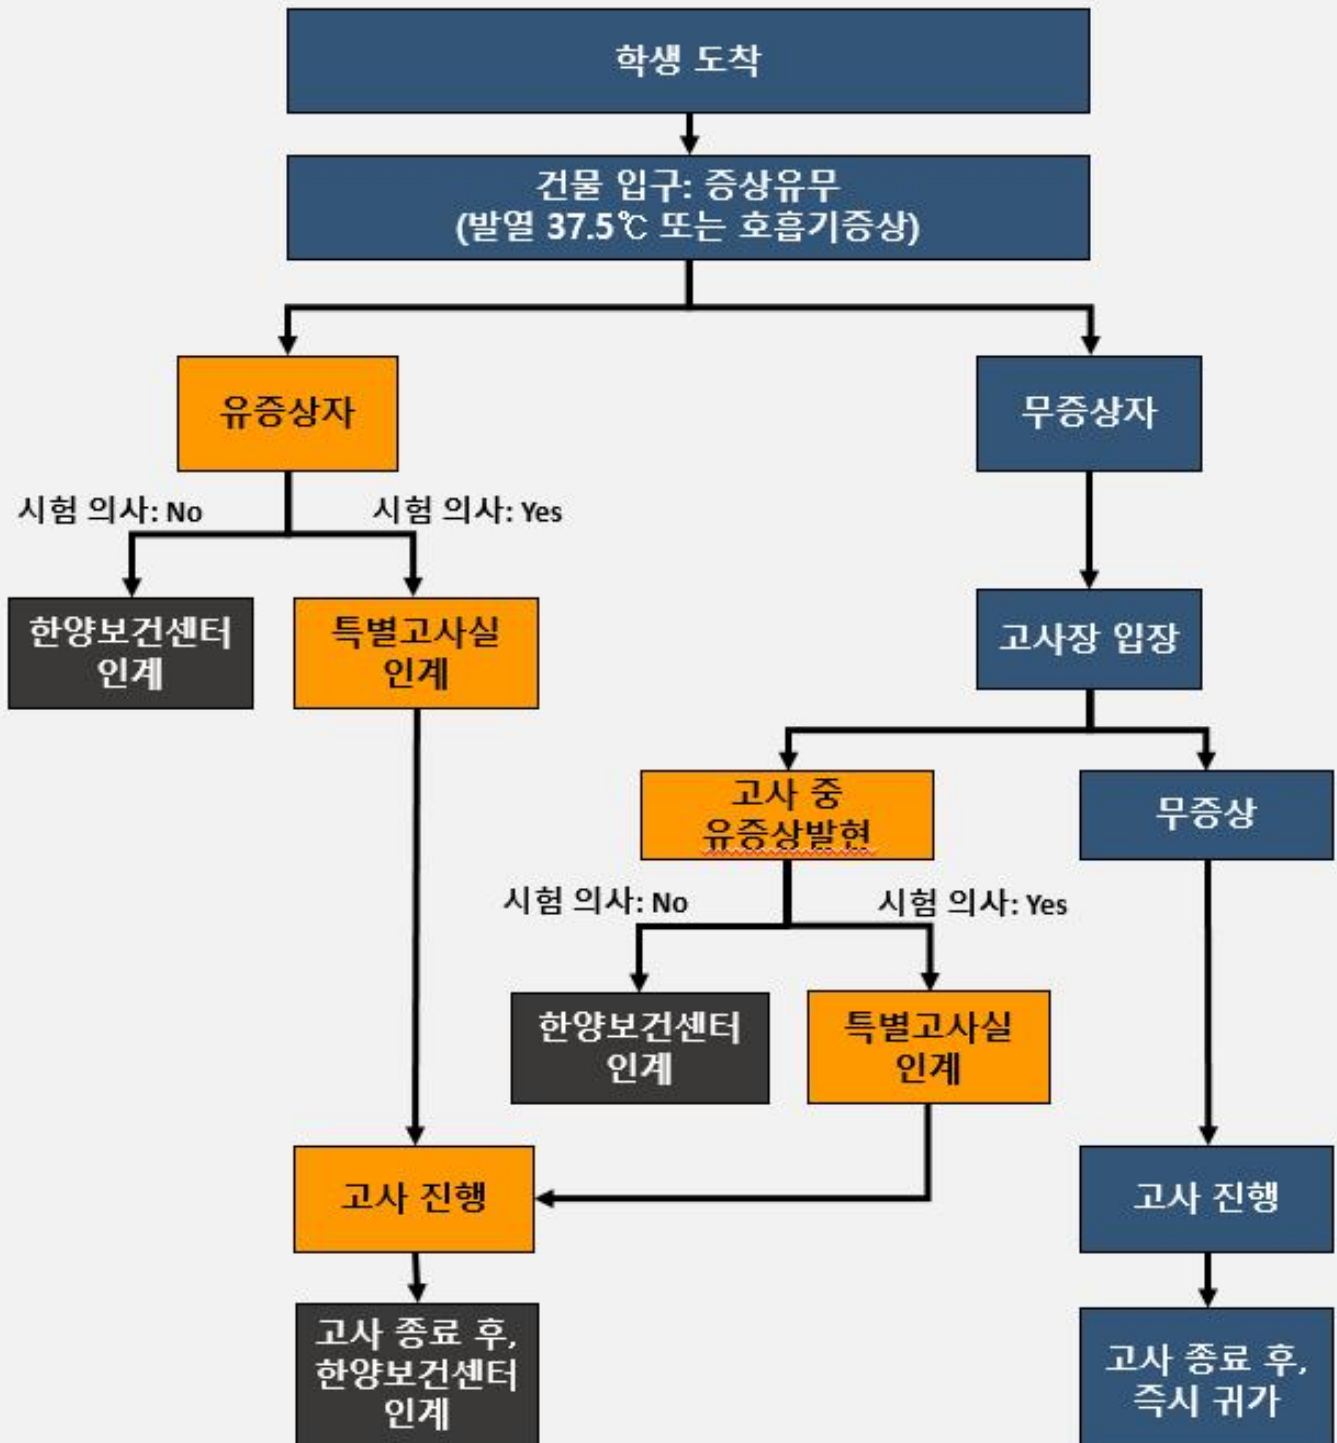 학생 도착
건물 입구: 증상유무
(발열 37.5℃ 또는 호흡기증상)
유증상자
무증상자
시험 의사: No
시험 의사: Yes
한양보건센터
인계
특별고사실
인계
고사장 입장
고사 중
유증상발현
무증상
시험 의사: No
시험 의사: Yes
한양보건센터
인계
특별고사실
인계
고사 진행
고사 진행
고사 종료 후,
한양보건센터
인계
고사 종료 후,
즉시 귀가